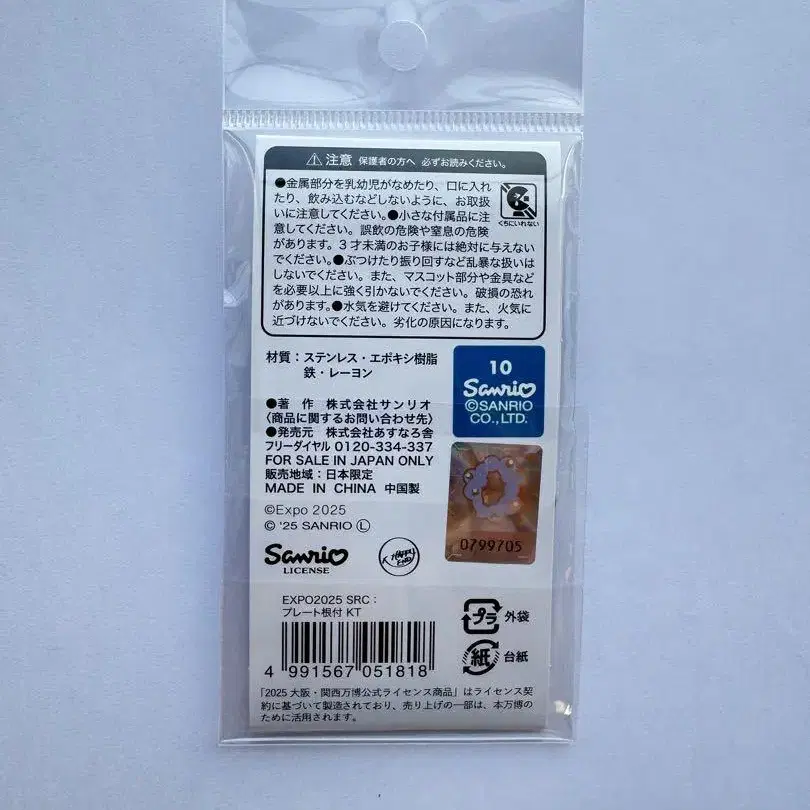 ⚠注意 保護者の方へ 必ずお読みください。
●金属部分を乳幼児がなめたり、口に入れ
たり、飲み込むなどしないように、お取扱
いに注意してください。●小さな付属品に注
意してください。誤飲の危険や窒息の危険
があります。3才未満のお子様には絶対に与えない
でください。●ぶつけたり振り回すなど乱暴な扱いは
しないでください。また、マスコット部分や金具など
を必要以上に強く引かないでください。破損の恐れ
があります。●水気を避けてください。また、火気に
近づけないでください。劣化の原因になります。
くちにいれない
材質：ステンレス・エポキシ樹脂
鉄・レーヨン
10
Sanrio
©SANRIO
CO.,LTD.
●著　作　株式会社サンリオ
〈商品に関するお問い合わせ先〉
●発売元　株式会社あすなろ舎
フリーダイヤル 0120-334-337
FOR SALE IN JAPAN ONLY
販売地域：日本限定
MADE IN CHINA 中国製
©Expo 2025
© '25 SANRIO Ⓛ
0799705
Sanrio
LICENSE
HAPPY
END
EXPO2025 SRC：
プレート根付 KT
4 991567 051818
プラ 外袋
紙 台紙
「2025 大阪・関西万博公式ライセンス商品」はライセンス契
約に基づいて製造されており、売り上げの一部は、本万博の
ために活用されます。